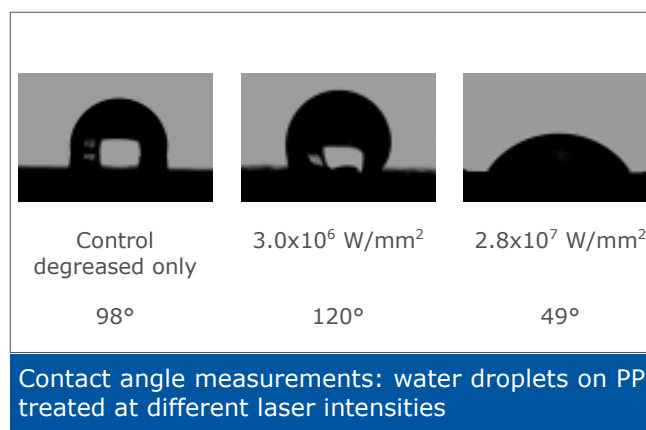 Control
degreased only
3.0x10⁶ W/mm²
2.8x10⁷ W/mm²
98°
120°
49°
Contact angle measurements: water droplets on PP
treated at different laser intensities